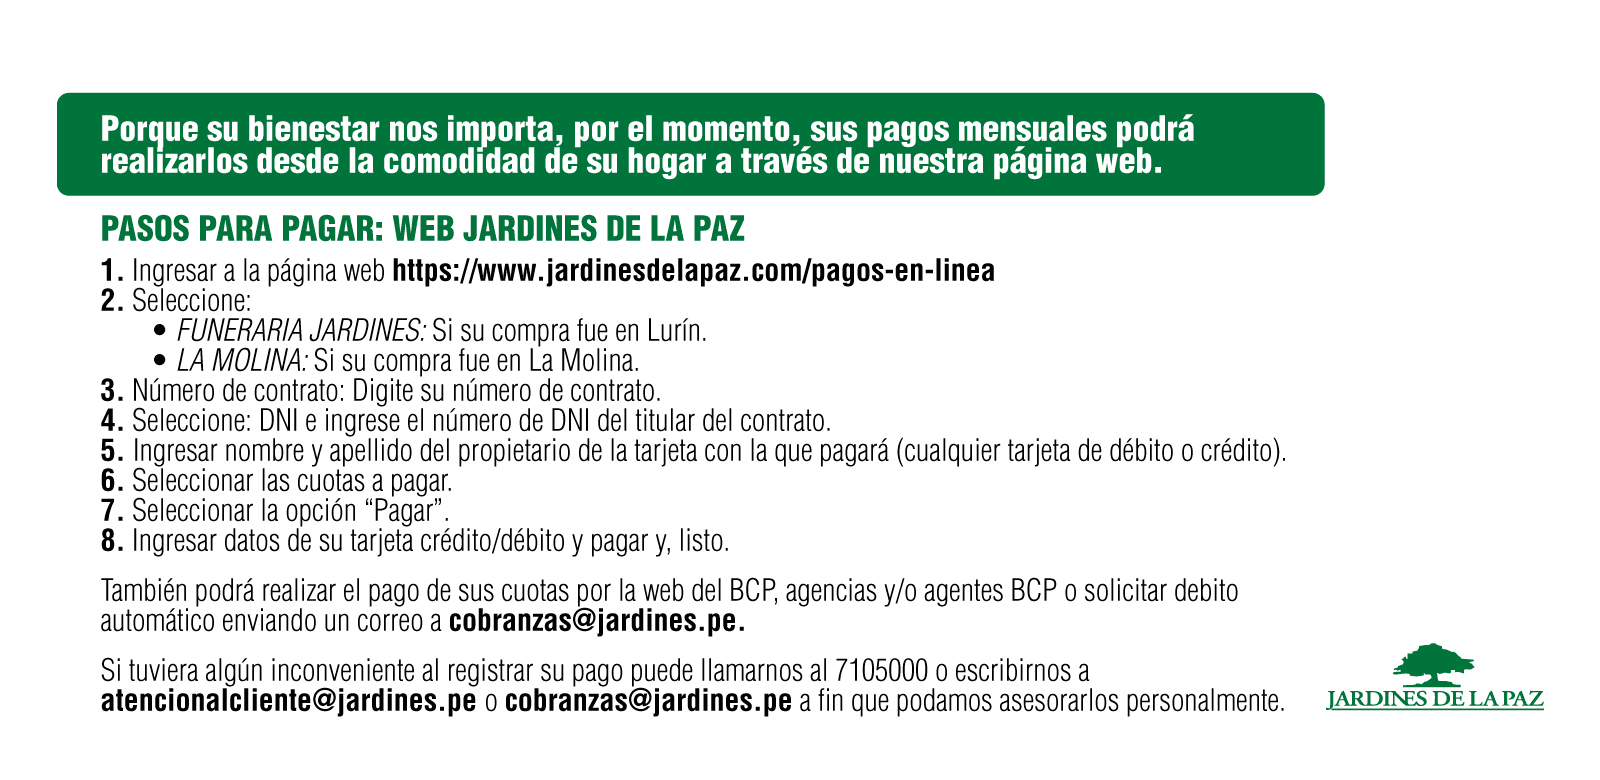 Porque su bienestar nos importa, por el momento, sus pagos mensuales podrá
realizarlos desde la comodidad de su hogar a través de nuestra página web.
PASOS PARA PAGAR: WEB JARDINES DE LA PAZ
1. Ingresar a la página web https://www.jardinesdelapaz.com/pagos-en-linea
2. Seleccione:
• FUNERARIA JARDINES: Si su compra fue en Lurín.
• LA MOLINA: Si su compra fue en La Molina.
3. Número de contrato: Digite su número de contrato.
4. Seleccione: DNI e ingrese el número de DNI del titular del contrato.
5. Ingresar nombre y apellido del propietario de la tarjeta con la que pagará (cualquier tarjeta de débito o crédito).
6. Seleccionar las cuotas a pagar.
7. Seleccionar la opción “Pagar”.
8. Ingresar datos de su tarjeta crédito/débito y pagar y, listo.
También podrá realizar el pago de sus cuotas por la web del BCP, agencias y/o agentes BCP o solicitar debito
automático enviando un correo a cobranzas@jardines.pe.
Si tuviera algún inconveniente al registrar su pago puede llamarnos al 7105000 o escribirnos a
atencionalcliente@jardines.pe o cobranzas@jardines.pe a fin que podamos asesorarlos personalmente.
JARDINES DE LA PAZ